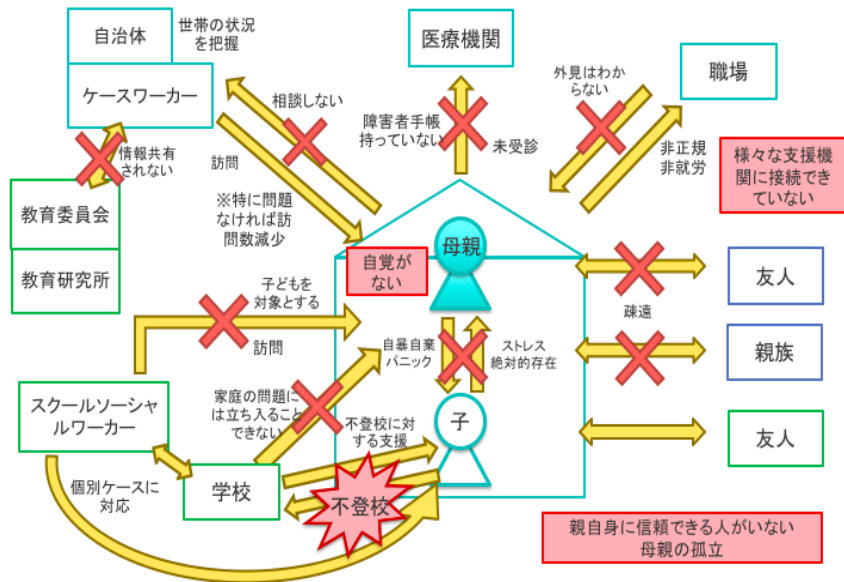 自治体
世帯の状況
を把握
ケースワーカー
医療機関
職場
外見はわか
らない
相談しない
障害者手帳
持っていない
未受診
非正規
非就労
様々な支援機
関に接続でき
ていない
情報共有
されない
訪問
※特に問題
なければ訪
問数減少
教育委員会
教育研究所
母親
自覚が
ない
友人
疎遠
子どもを
対象とする
訪問
自暴自棄
パニック
ストレス
絶対的存在
親族
家庭の問題に
は立ち入ること
できない
スクールソーシャ
ルワーカー
不登校に対
する支援
子
友人
個別ケースに
対応
学校
不登校
親自身に信頼できる人がいない
母親の孤立